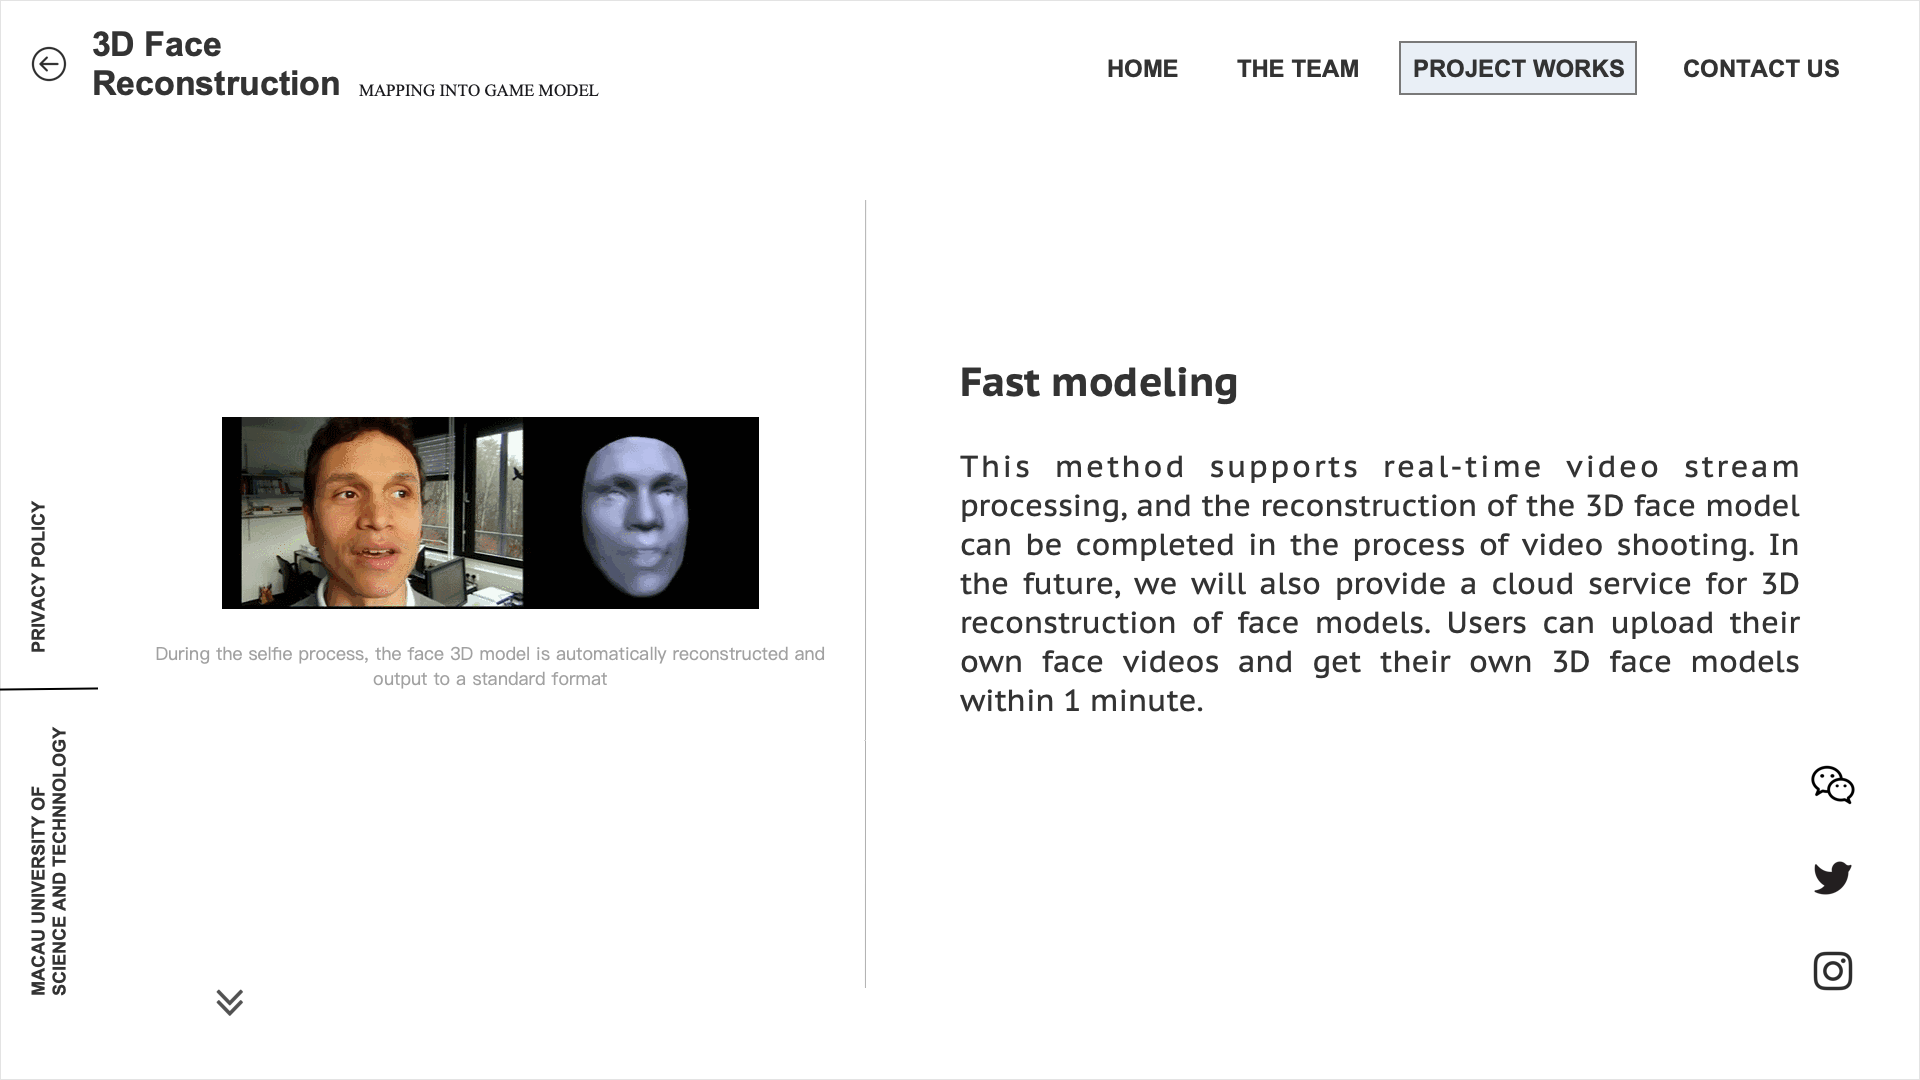 3D Face
Reconstruction
MAPPING INTO GAME MODEL
HOME
THE TEAM
PROJECT WORKS
CONTACT US
Fast modeling
This method supports real-time video stream
processing, and the reconstruction of the 3D face model
can be completed in the process of video shooting. In
the future, we will also provide a cloud service for 3D
reconstruction of face models. Users can upload their
own face videos and get their own 3D face models
within 1 minute.
During the selfie process, the face 3D model is automatically reconstructed and
output to a standard format
PRIVACY POLICY
MACAU UNIVERSITY OF
SCIENCE AND TECHNNOLOGY